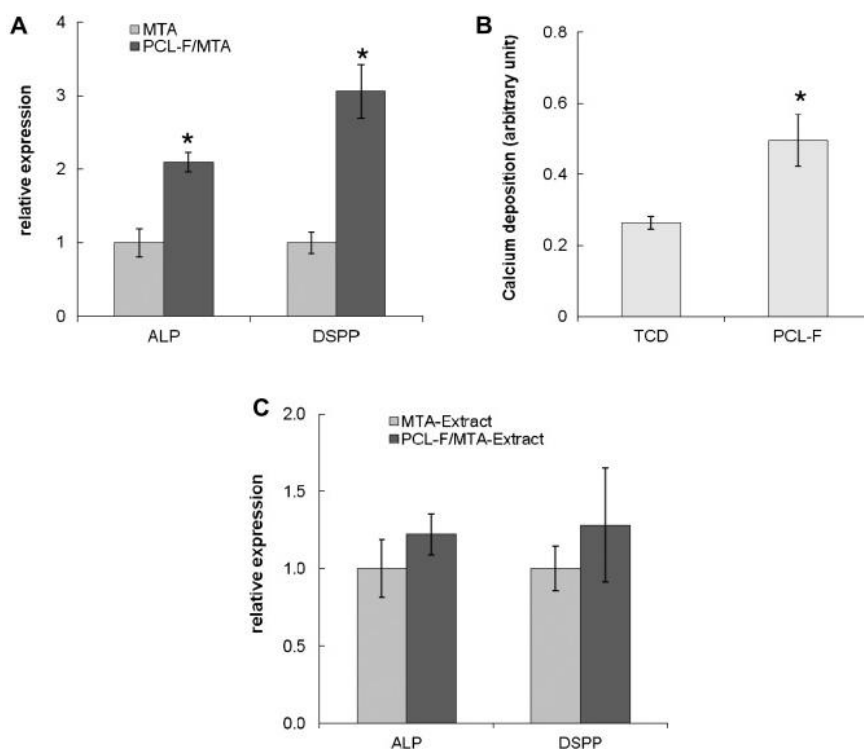 A
MTA
PCL-F/MTA
relative expression
4
3
2
1
0
*
*
ALP
DSPP
B
Calcium deposition (arbitrary unit)
0.8
0.6
0.4
0.2
0
*
TCD
PCL-F
C
MTA-Extract
PCL-F/MTA-Extract
relative expression
2.0
1.5
1.0
0.5
0.0
ALP
DSPP